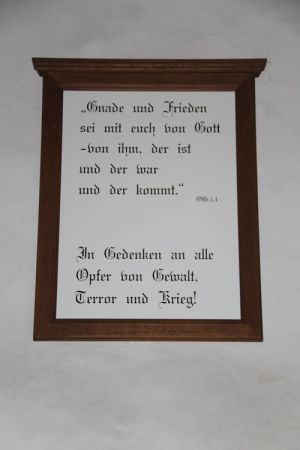 „Gnade und Frieden
sei mit euch von Gott
-von ihm, der ist
und der war
und der kommt.“
Offb. 1,4
In Gedenken an alle
Opfer von Gewalt,
Terror und Krieg!